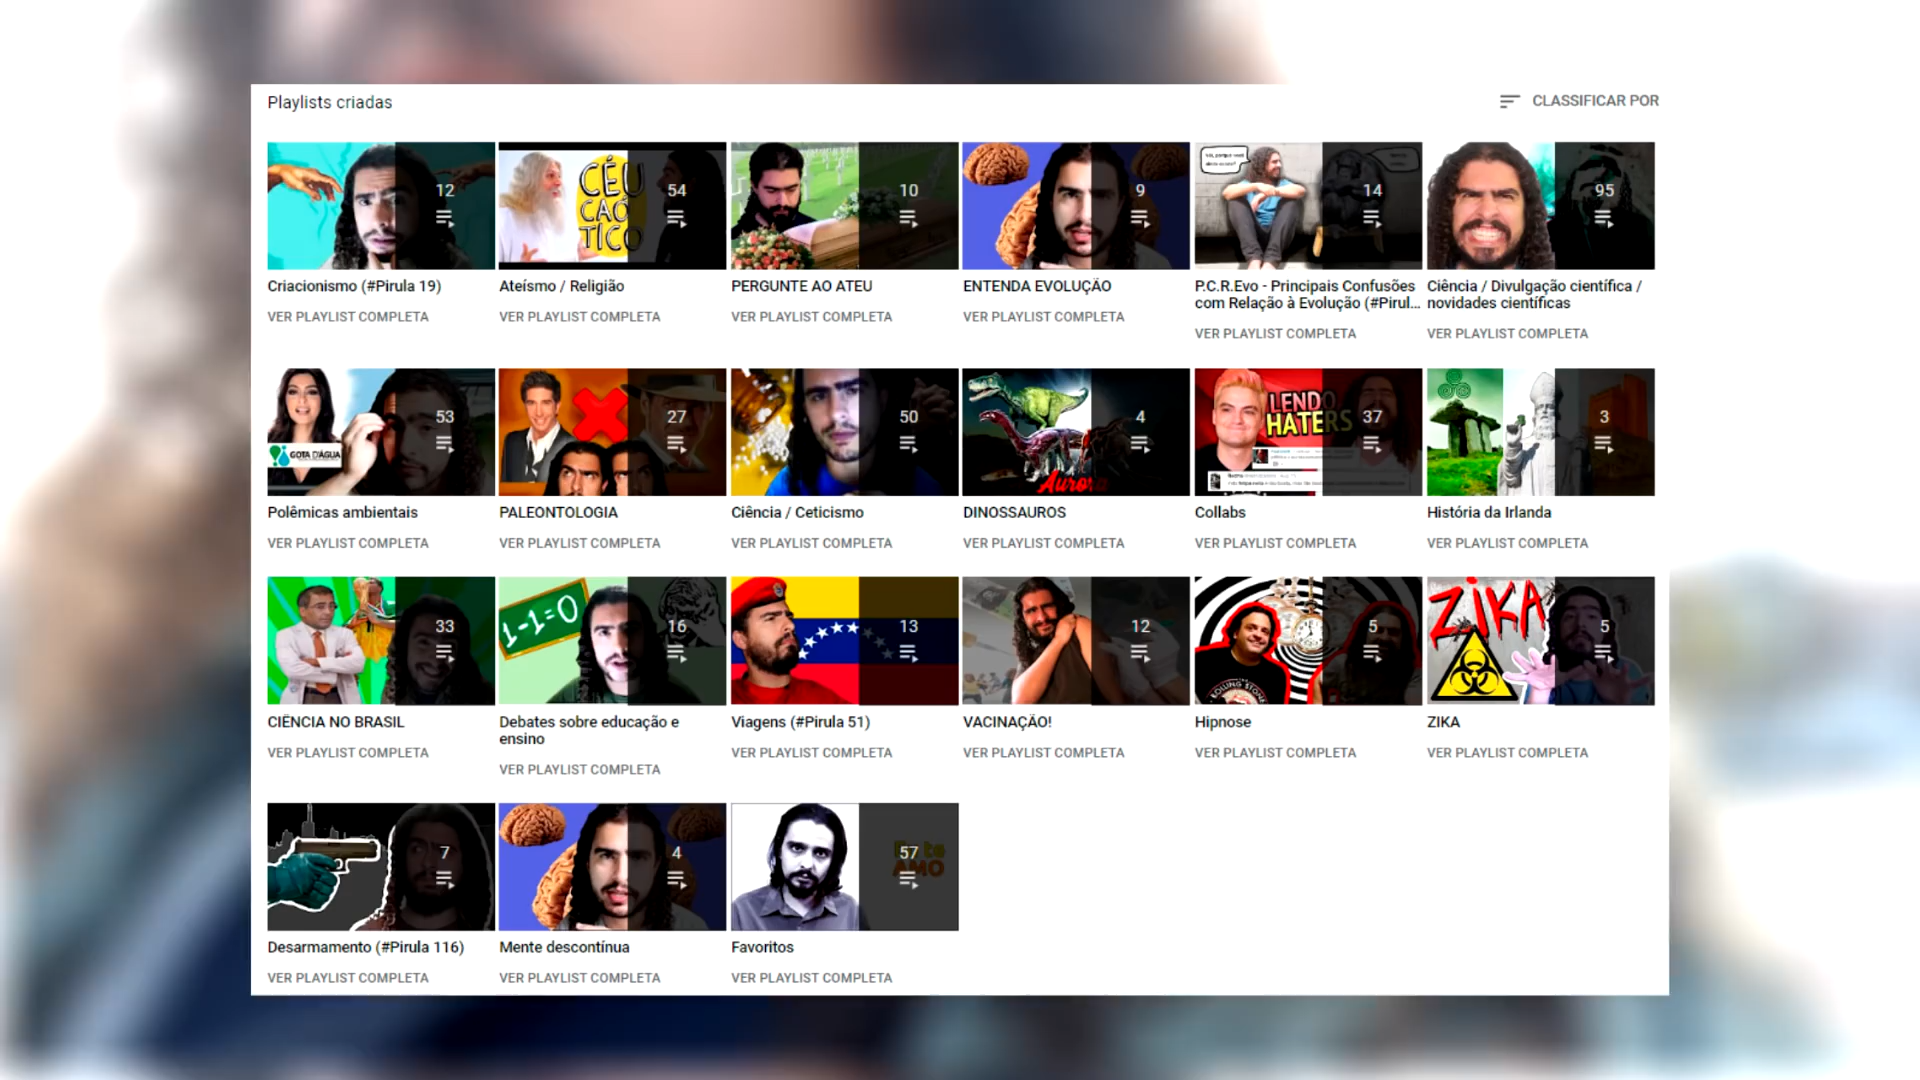 Playlists criadas
CLASSIFICAR POR
12
CÉU
CAÓ
TICO
54
10
9
14
95
Criacionismo (#Pirula 19)
Ateísmo / Religião
PERGUNTE AO ATEU
ENTENDA EVOLUÇÃO
P.C.R.Evo - Principais Confusões
com Relação à Evolução (#Pirul...
Ciência / Divulgação científica /
novidades científicas
VER PLAYLIST COMPLETA
VER PLAYLIST COMPLETA
VER PLAYLIST COMPLETA
VER PLAYLIST COMPLETA
VER PLAYLIST COMPLETA
VER PLAYLIST COMPLETA
GOTA D'ÁGUA
53
27
50
Aurora
4
LENDO
HATERS
37
3
Polêmicas ambientais
PALEONTOLOGIA
Ciência / Ceticismo
DINOSSAUROS
Collabs
História da Irlanda
VER PLAYLIST COMPLETA
VER PLAYLIST COMPLETA
VER PLAYLIST COMPLETA
VER PLAYLIST COMPLETA
VER PLAYLIST COMPLETA
VER PLAYLIST COMPLETA
33
1-1=0
16
13
12
ROLLING STONE
5
ZIKA
5
CIÊNCIA NO BRASIL
Debates sobre educação e
ensino
Viagens (#Pirula 51)
VACINAÇÃO!
Hipnose
ZIKA
VER PLAYLIST COMPLETA
VER PLAYLIST COMPLETA
VER PLAYLIST COMPLETA
VER PLAYLIST COMPLETA
VER PLAYLIST COMPLETA
VER PLAYLIST COMPLETA
7
4
57
AMO
Desarmamento (#Pirula 116)
Mente descontínua
Favoritos
VER PLAYLIST COMPLETA
VER PLAYLIST COMPLETA
VER PLAYLIST COMPLETA